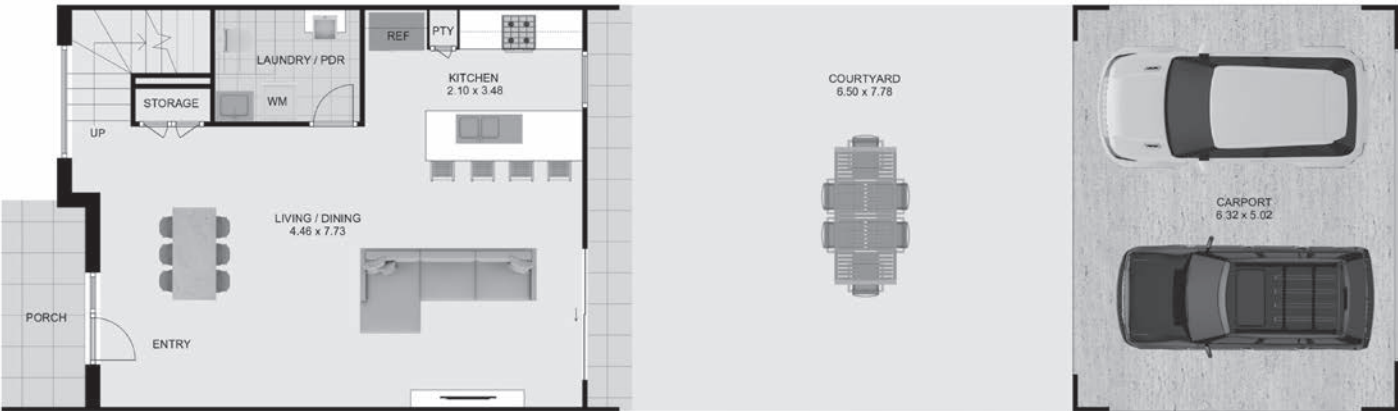 REF
PTY
LAUNDRY / PDR
KITCHEN
2.10 x 3.48
STORAGE
WM
UP
LIVING / DINING
4.46 x 7.73
PORCH
ENTRY
COURTYARD
6.50 x 7.78
CARPORT
6.32 x 5.02